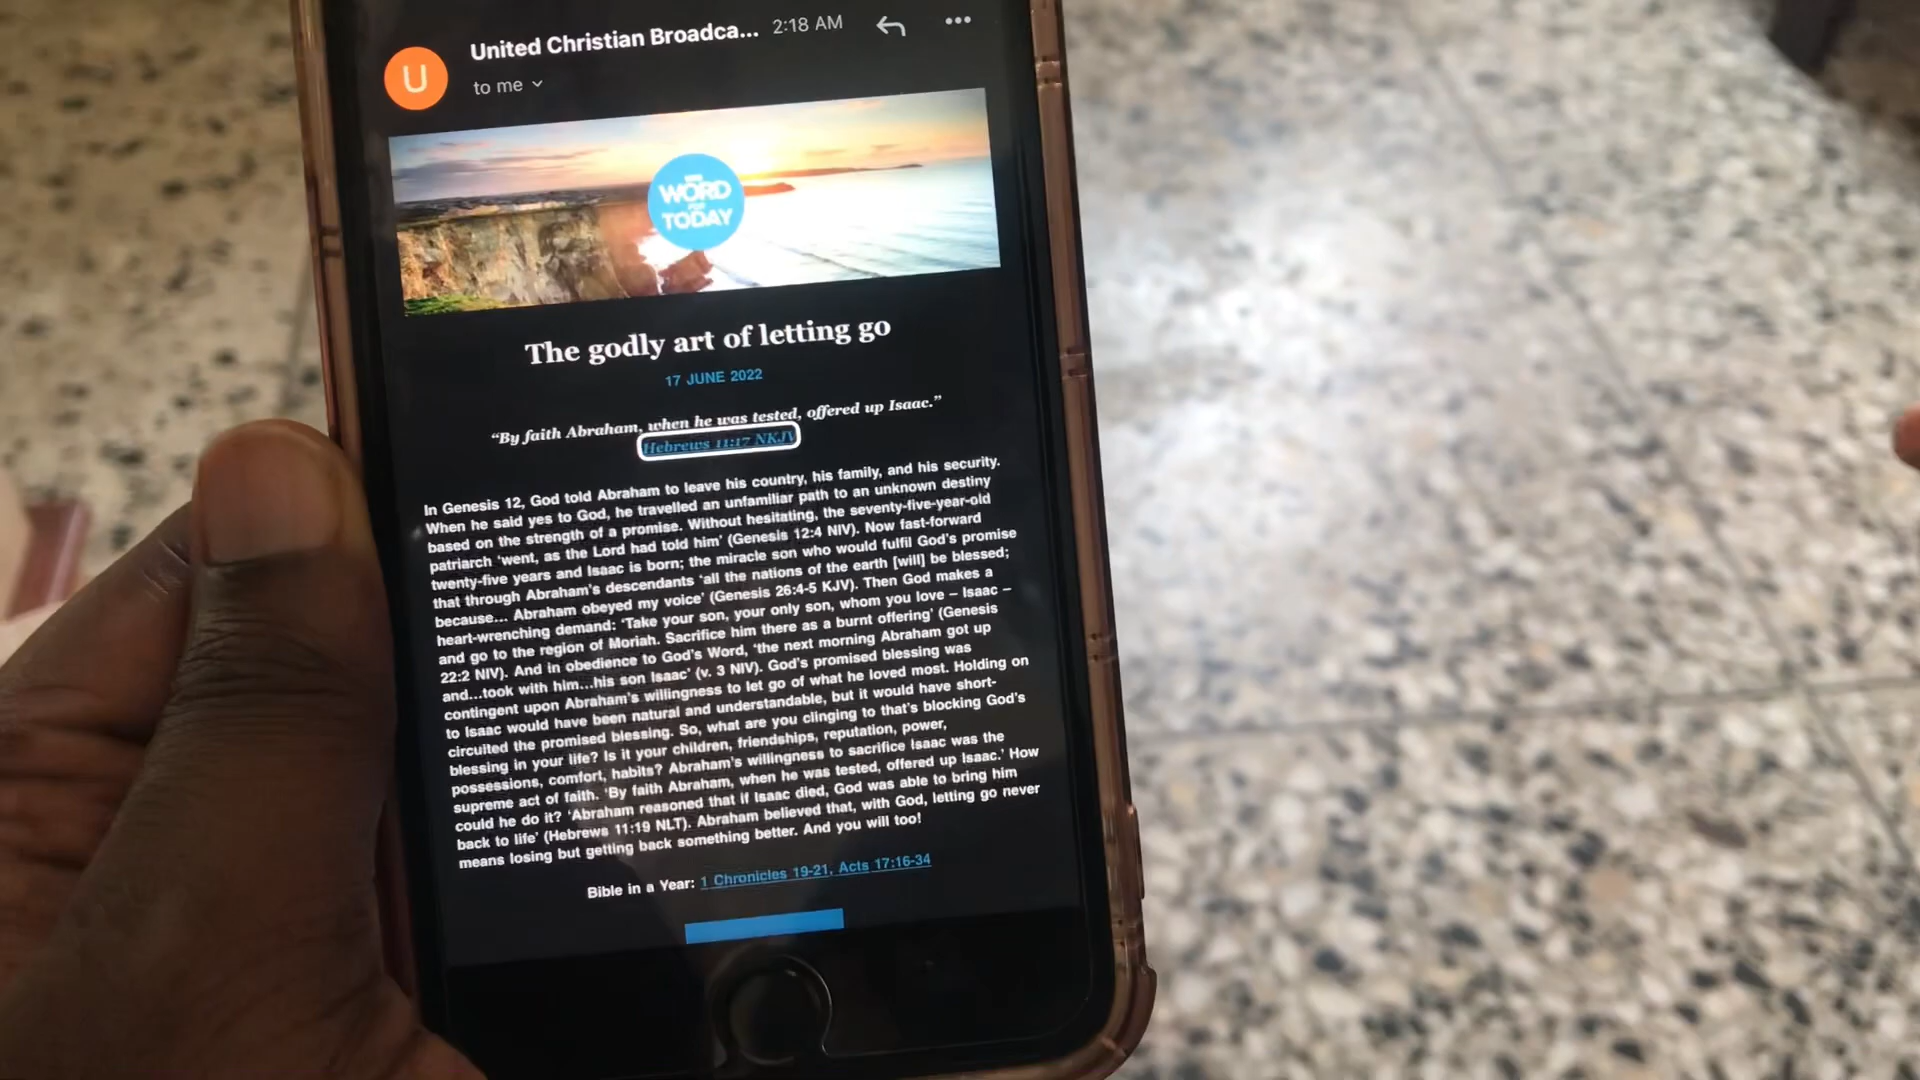 United Christian Broadca... 2:18 AM
U
to me
THE
WORD
FOR
TODAY
The godly art of letting go
17 JUNE 2022
“By faith Abraham, when he was tested, offered up Isaac.”
Hebrews 11:17 NKJV
In Genesis 12, God told Abraham to leave his country, his family, and his security.
When he said yes to God, he travelled an unfamiliar path to an unknown destiny
based on the strength of a promise. Without hesitating, the seventy-five-year-old
patriarch ‘went, as the Lord had told him’ (Genesis 12:4 NIV). Now fast-forward
twenty-five years and Isaac is born; the miracle son who would fulfil God’s promise
that through Abraham’s descendants ‘all the nations of the earth [will] be blessed;
because... Abraham obeyed my voice’ (Genesis 26:4-5 KJV). Then God makes a
heart-wrenching demand: ‘Take your son, your only son, whom you love – Isaac –
and go to the region of Moriah. Sacrifice him there as a burnt offering’ (Genesis
22:2 NIV). And in obedience to God’s Word, ‘the next morning Abraham got up
and...took with him...his son Isaac’ (v. 3 NIV). God’s promised blessing was
contingent upon Abraham’s willingness to let go of what he loved most. Holding on
to Isaac would have been natural and understandable, but it would have short-
circuited the promised blessing. So, what are you clinging to that’s blocking God’s
blessing in your life? Is it your children, friendships, reputation, power,
possessions, comfort, habits? Abraham’s willingness to sacrifice Isaac was the
supreme act of faith. ‘By faith Abraham, when he was tested, offered up Isaac.’ How
could he do it? ‘Abraham reasoned that if Isaac died, God was able to bring him
back to life’ (Hebrews 11:19 NLT). Abraham believed that, with God, letting go never
means losing but getting back something better. And you will too!
Bible in a Year: 1 Chronicles 19-21, Acts 17:16-34